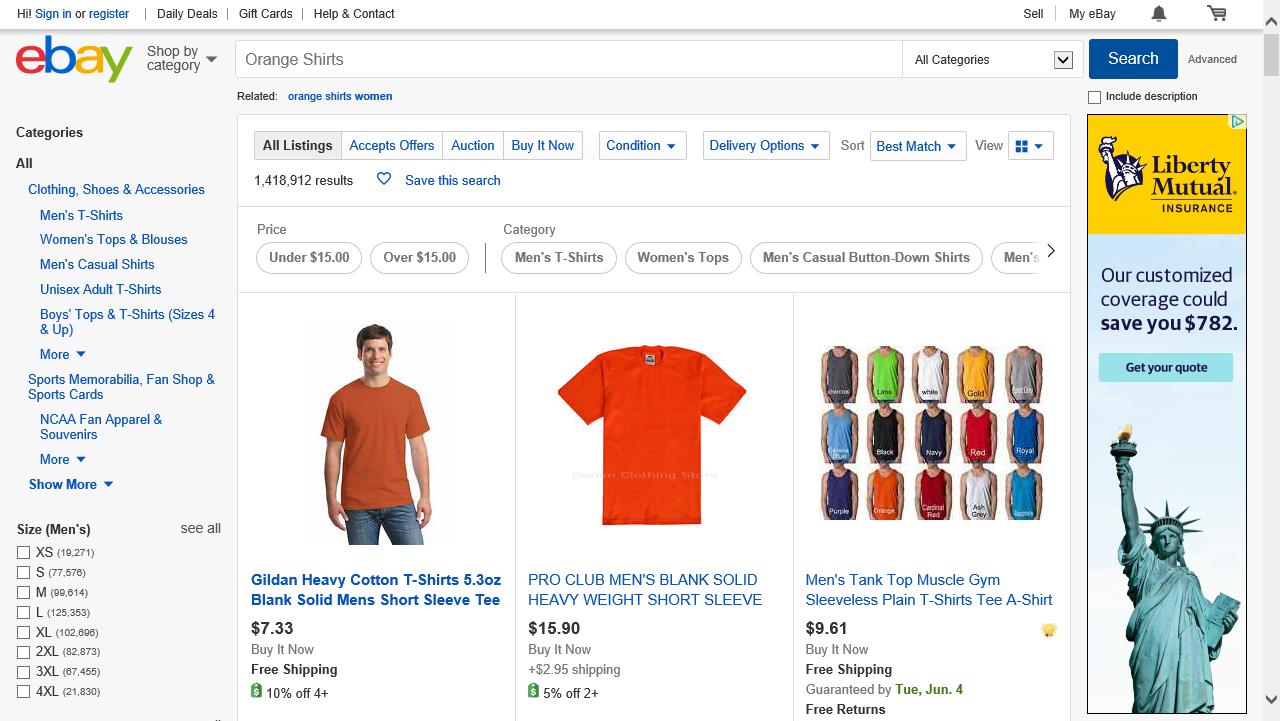 Hi! Sign in or register
Daily Deals
Gift Cards
Help & Contact
Sell
My eBay
ebay
Shop by
category
Orange Shirts
All Categories
Search
Advanced
Related: orange shirts women
Include description
Categories
All
Clothing, Shoes & Accessories
Men's T-Shirts
Women's Tops & Blouses
Men's Casual Shirts
Unisex Adult T-Shirts
Boys' Tops & T-Shirts (Sizes 4
& Up)
More
Sports Memorabilia, Fan Shop &
Sports Cards
NCAA Fan Apparel &
Souvenirs
More
Show More
Size (Men's)
see all
XS (19,271)
S (77,576)
M (99,614)
L (125,353)
XL (102,696)
2XL (82,873)
3XL (67,455)
4XL (21,830)
All Listings
Accepts Offers
Auction
Buy It Now
Condition
Delivery Options
Sort
Best Match
View
1,418,912 results
Save this search
Price
Under $15.00
Over $15.00
Category
Men's T-Shirts
Women's Tops
Men's Casual Button-Down Shirts
Men's
Gildan Heavy Cotton T-Shirts 5.3oz
Blank Solid Mens Short Sleeve Tee
$7.33
Buy It Now
Free Shipping
10% off 4+
Denim Clothing Store
PRO CLUB MEN'S BLANK SOLID
HEAVY WEIGHT SHORT SLEEVE
$15.90
Buy It Now
+$2.95 shipping
5% off 2+
charcoal
Lime
white
Gold
Black
Navy
Red
Royal
Purple
Orange
Cardinal
Red
Ash
Grey
Sapphire
Men's Tank Top Muscle Gym
Sleeveless Plain T-Shirts Tee A-Shirt
$9.61
Buy It Now
Free Shipping
Guaranteed by Tue, Jun. 4
Free Returns
Liberty
Mutual.
INSURANCE
Our customized
coverage could
save you $782.
Get your quote